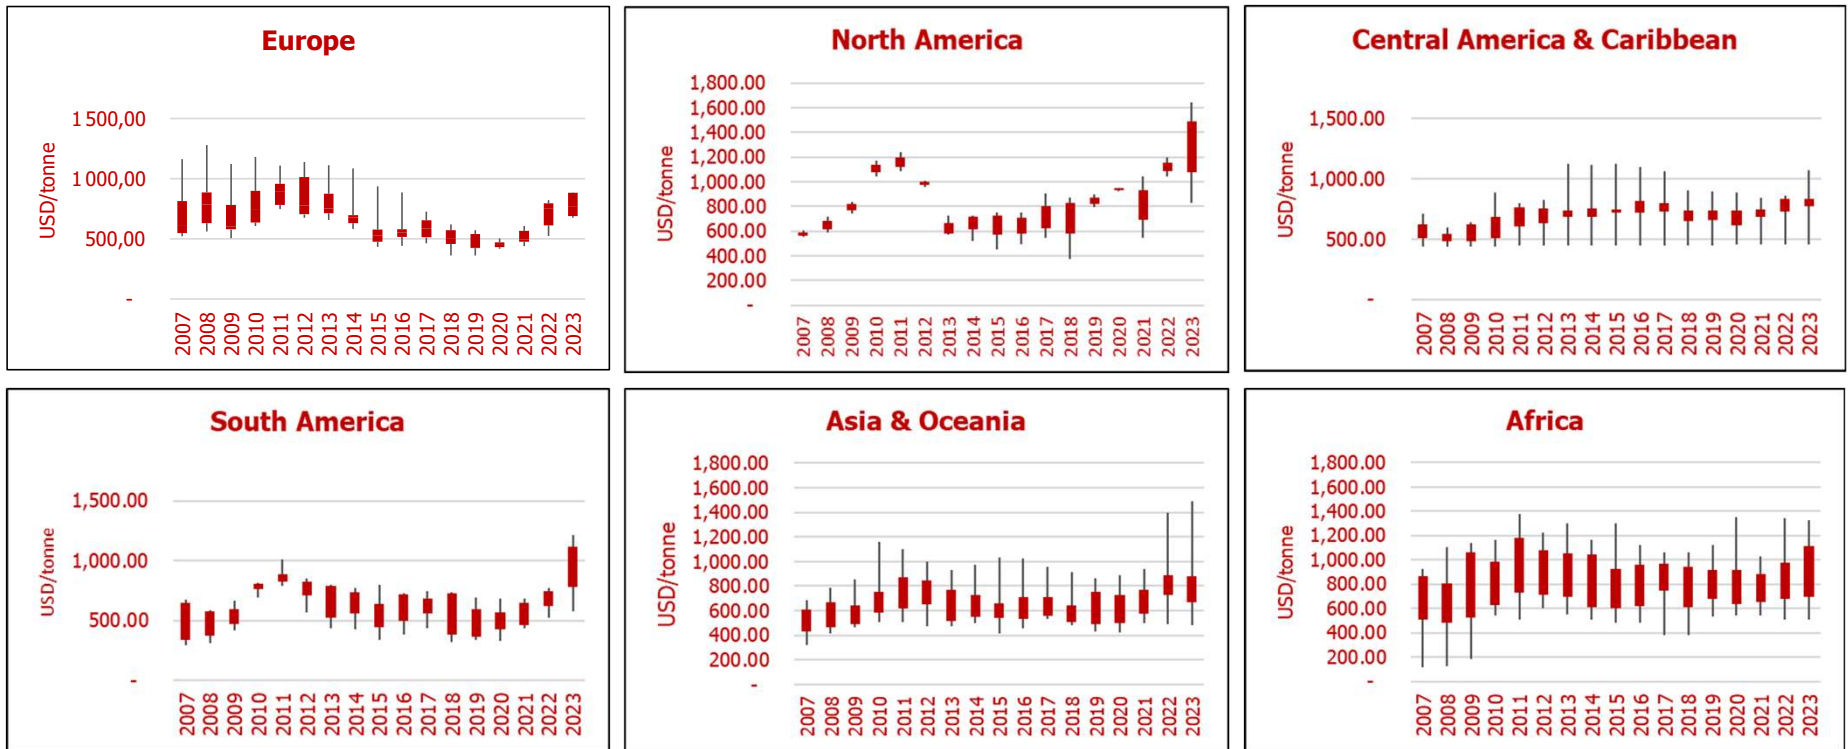 Europe
USD/tonne
1 500,00
1 000,00
500,00
-
2007 2008 2009 2010 2011 2012 2013 2014 2015 2016 2017 2018 2019 2020 2021 2022 2023
North America
USD/tonne
1,800.00
1,600.00
1,400.00
1,200.00
1,000.00
800.00
600.00
400.00
200.00
-
2007 2008 2009 2010 2011 2012 2013 2014 2015 2016 2017 2018 2019 2020 2021 2022 2023
Central America & Caribbean
USD/tonne
1,500.00
1,000.00
500.00
-
2007 2008 2009 2010 2011 2012 2013 2014 2015 2016 2017 2018 2019 2020 2021 2022 2023
South America
USD/tonne
1,500.00
1,000.00
500.00
-
2007 2008 2009 2010 2011 2012 2013 2014 2015 2016 2017 2018 2019 2020 2021 2022 2023
Asia & Oceania
USD/tonne
1,800.00
1,600.00
1,400.00
1,200.00
1,000.00
800.00
600.00
400.00
200.00
-
2007 2008 2009 2010 2011 2012 2013 2014 2015 2016 2017 2018 2019 2020 2021 2022 2023
Africa
USD/tonne
1,800.00
1,600.00
1,400.00
1,200.00
1,000.00
800.00
600.00
400.00
200.00
-
2007 2008 2009 2010 2011 2012 2013 2014 2015 2016 2017 2018 2019 2020 2021 2022 2023